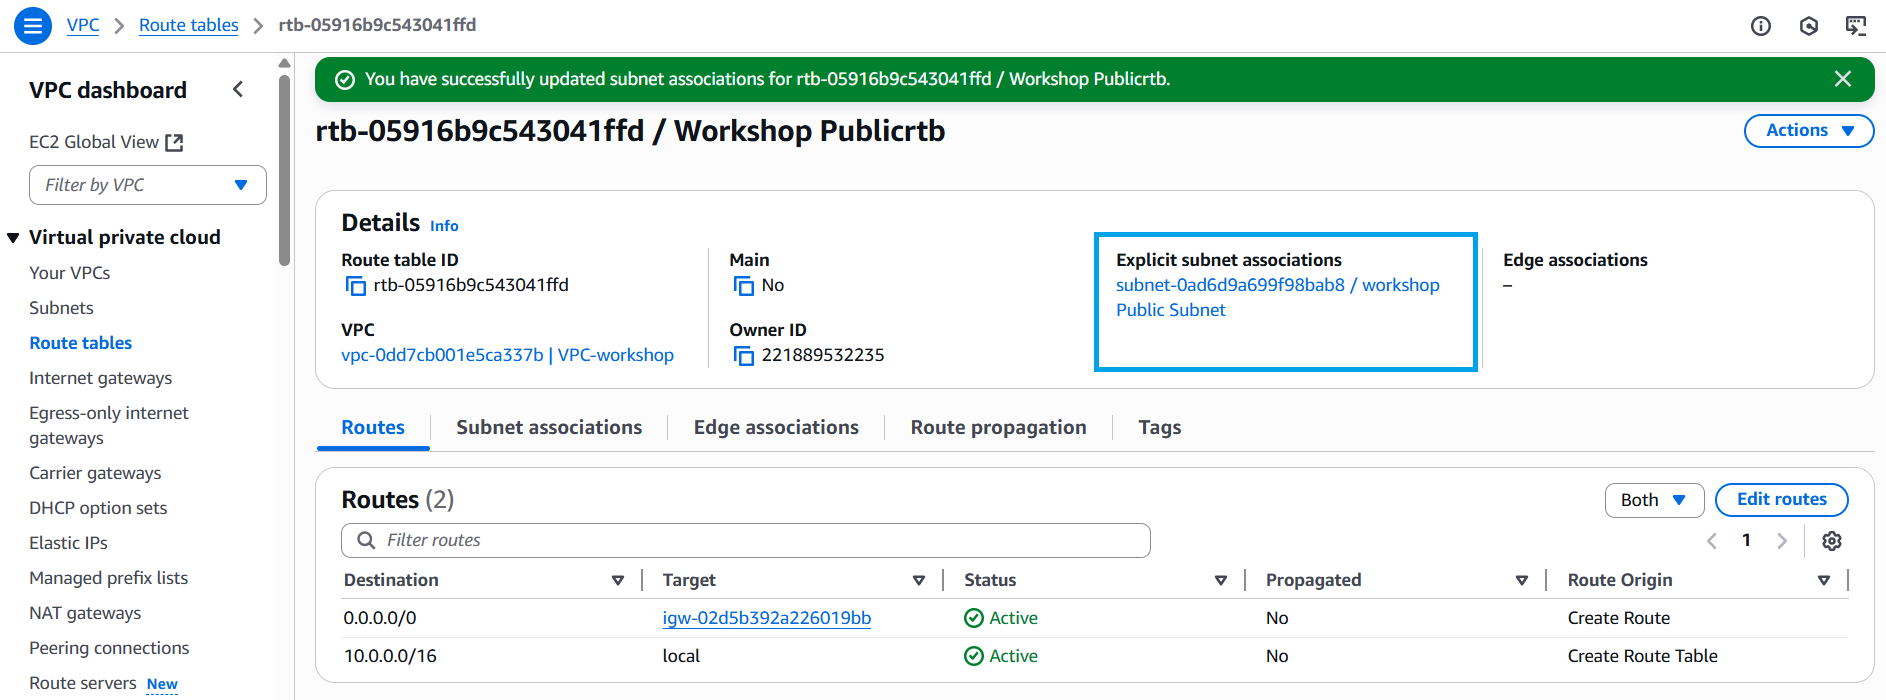 VPC > Route tables > rtb-05916b9c543041ffd
VPC dashboard
EC2 Global View
Filter by VPC
Virtual private cloud
Your VPCs
Subnets
Route tables
Internet gateways
Egress-only internet
gateways
Carrier gateways
DHCP option sets
Elastic IPs
Managed prefix lists
NAT gateways
Peering connections
Route servers New
You have successfully updated subnet associations for rtb-05916b9c543041ffd / Workshop Publicrtb.
rtb-05916b9c543041ffd / Workshop Publicrtb
Actions
Details Info
Route table ID
rtb-05916b9c543041ffd
Main
No
Explicit subnet associations
subnet-0ad6d9a699f98bab8 / workshop
Public Subnet
Edge associations
–
VPC
vpc-0dd7cb001e5ca337b | VPC-workshop
Owner ID
221889532235
Routes
Subnet associations
Edge associations
Route propagation
Tags
Routes (2)
Both
Edit routes
Filter routes
1
Destination Target Status Propagated Route Origin
0.0.0.0/0 igw-02d5b392a226019bb Active No Create Route
10.0.0.0/16 local Active No Create Route Table